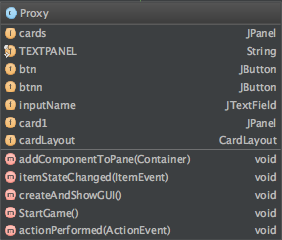 Proxy
cards JPanel
TEXTPANEL String
btn JButton
btnn JButton
inputName JTextField
card1 JPanel
cardLayout CardLayout
addComponentToPane(Container) void
itemStateChanged(ItemEvent) void
createAndShowGUI() void
StartGame() void
actionPerformed(ActionEvent) void